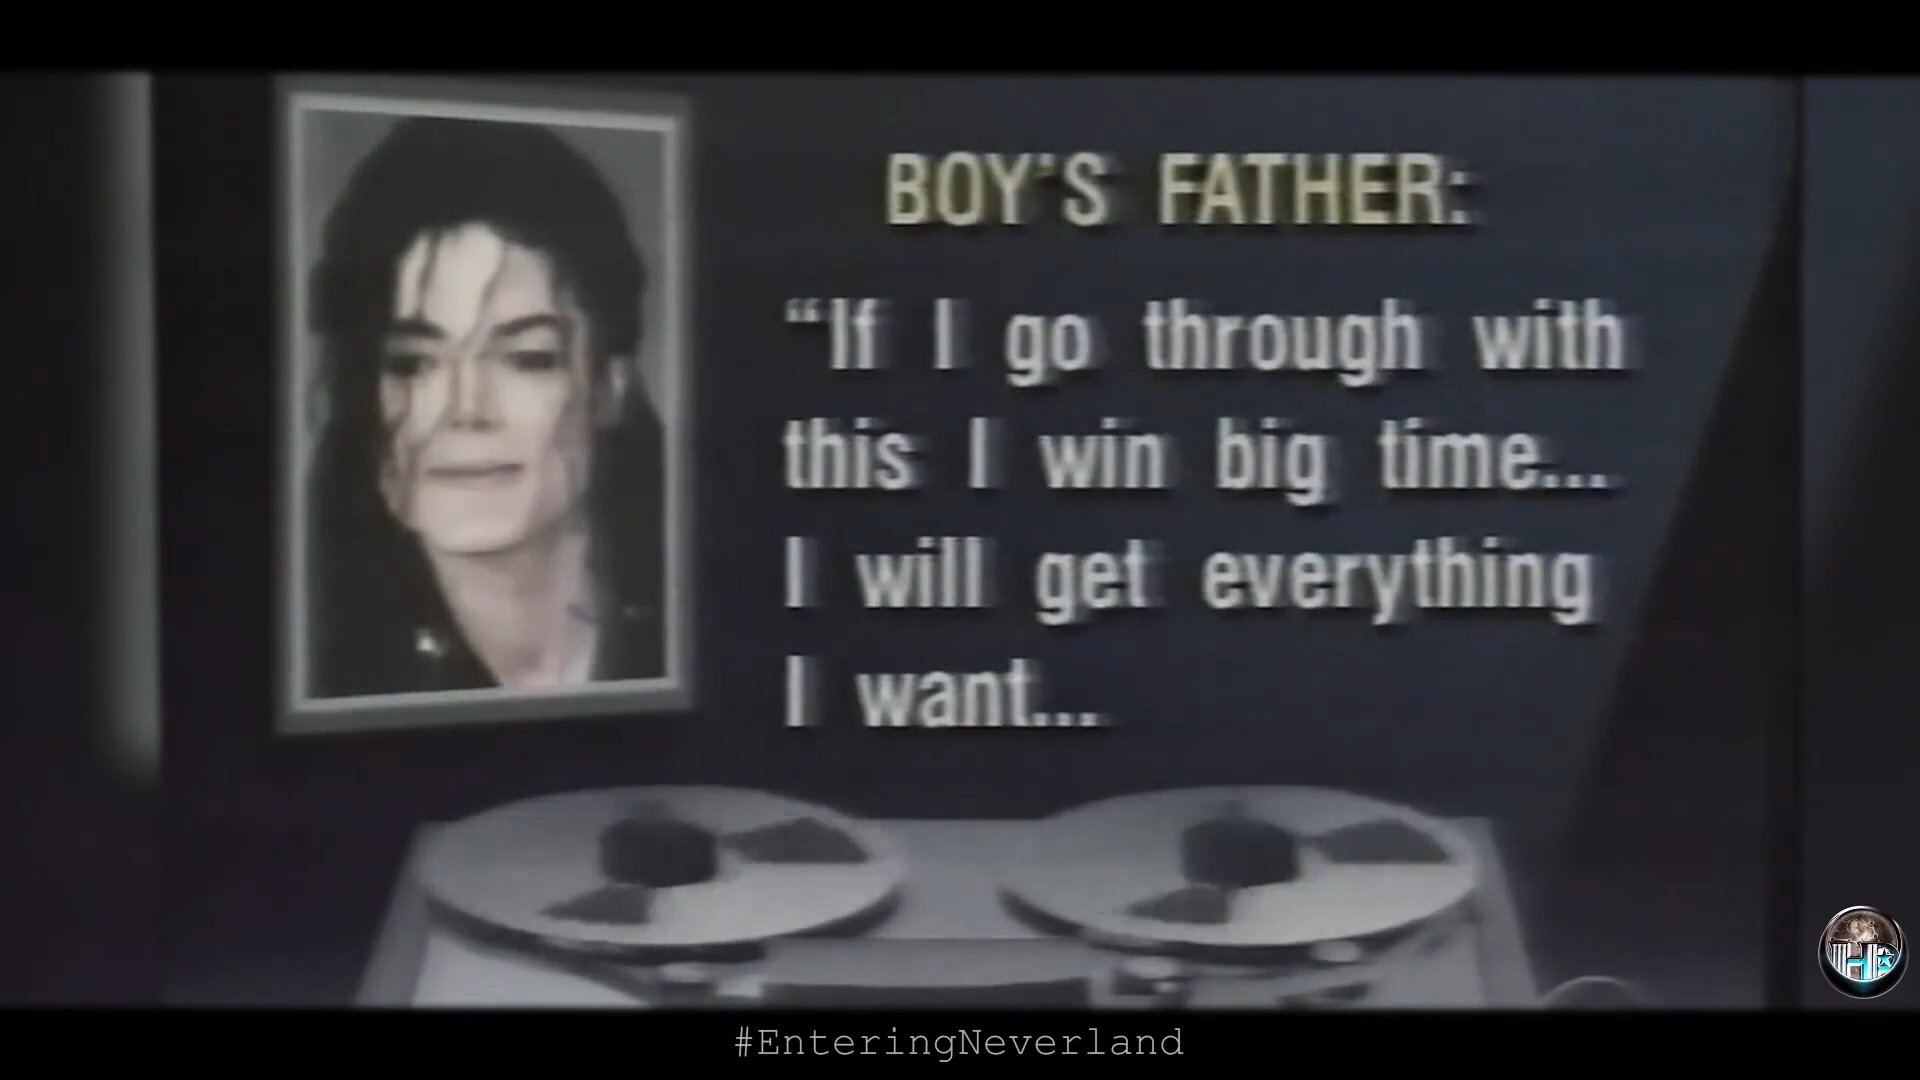 BOY'S FATHER:
“If I go through with
this I win big time...
I will get everything
I want...
#EnteringNeverland